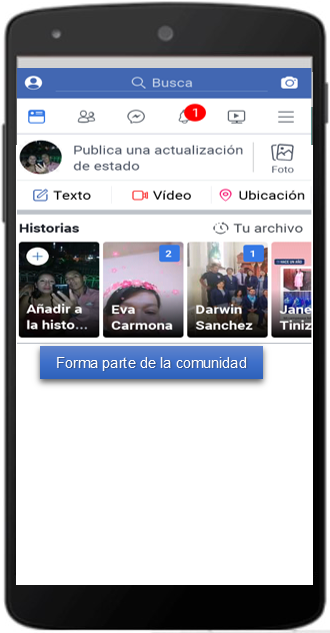 Busca
1
Publica una actualización
de estado
Foto
Texto Vídeo Ubicación
Historias Tu archivo
2 1
Añadir a
la histo...
Eva
Carmona
Darwin
Sanchez
Jane
Tiniz
Forma parte de la comunidad